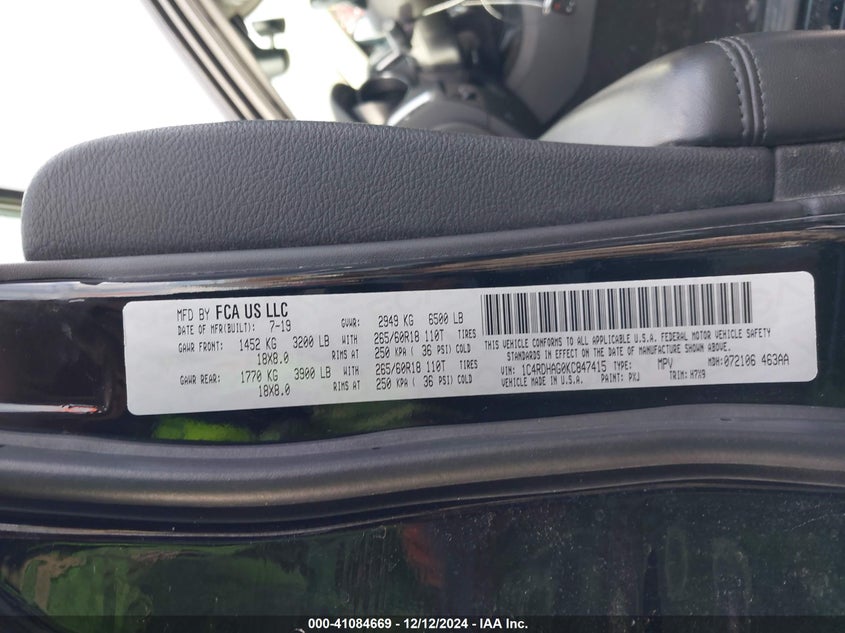 MFD BY FCA US LLC
DATE OF MFR(BUILT): 7-19 GVWR: 2949 KG 6500 LB
GAWR FRONT: 1452 KG 3200 LB WITH 265/60R18 110T TIRES
18X8.0 RIMS AT 250 KPA ( 36 PSI) COLD
GAWR REAR: 1770 KG 3900 LB WITH 265/60R18 110T TIRES
18X8.0 RIMS AT 250 KPA ( 36 PSI) COLD
THIS VEHICLE CONFORMS TO ALL APPLICABLE U.S.A. FEDERAL MOTOR VEHICLE SAFETY
STANDARDS IN EFFECT ON THE DATE OF MANUFACTURE SHOWN ABOVE.
VIN: 1C4RDHAG0KC847415 TYPE: MPV MDH:072106 463AA
VEHICLE MADE IN U.S.A. PAINT: PXJ TRIM: H7X9
000-41084669 - 12/12/2024 - IAA Inc.